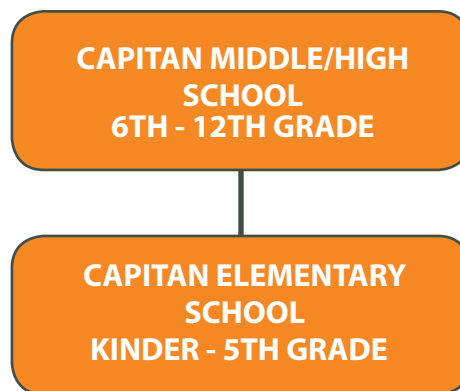 CAPITAN MIDDLE/HIGH
SCHOOL
6TH - 12TH GRADE
CAPITAN ELEMENTARY
SCHOOL
KINDER - 5TH GRADE